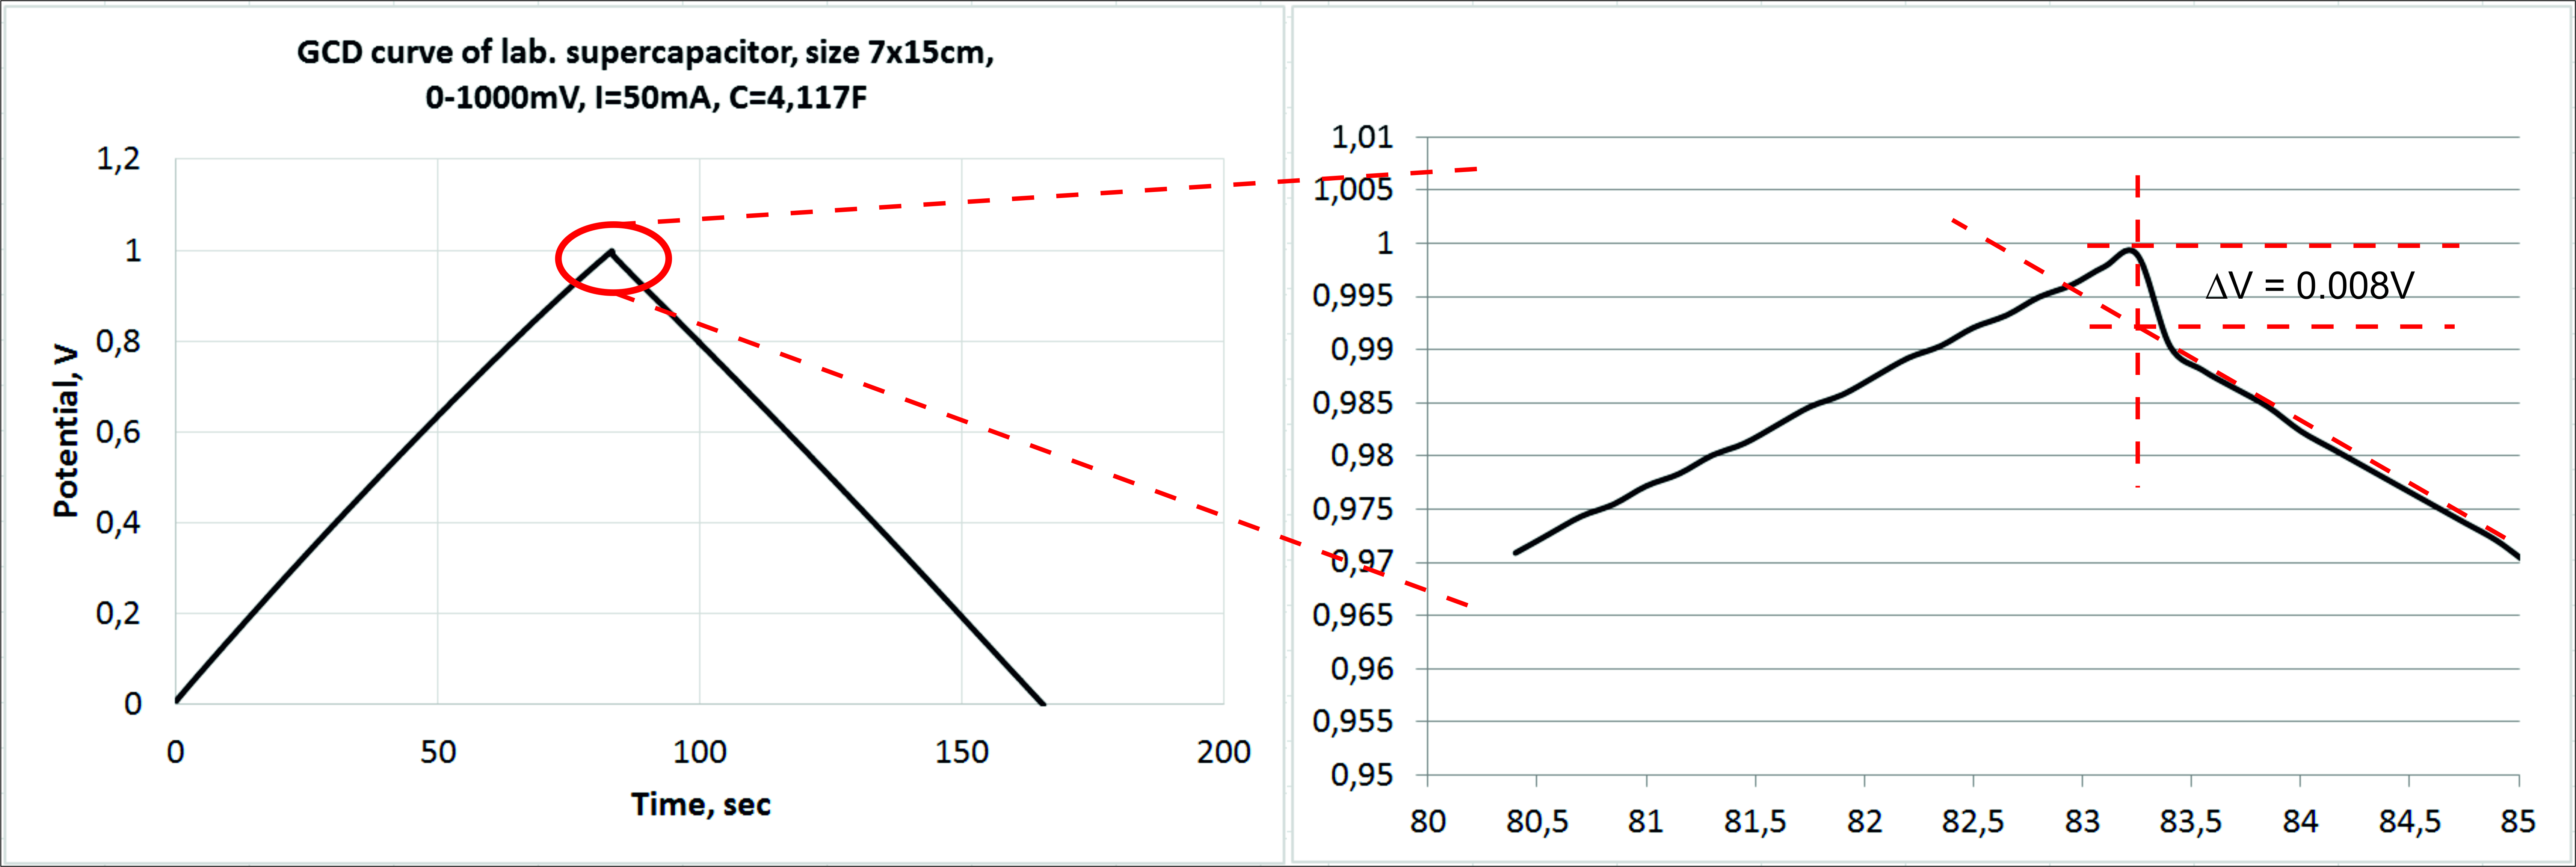 GCD curve of lab. supercapacitor, size 7x15cm,
0-1000mV, I=50mA, C=4,117F
1,2
1
0,8
0,6
0,4
0,2
0
Potential, V
0 50 100 150 200
Time, sec
1,01
1,005
1
0,995
0,99
0,985
0,98
0,975
0,97
0,965
0,96
0,955
0,95
ΔV = 0.008V
80 80,5 81 81,5 82 82,5 83 83,5 84 84,5 85